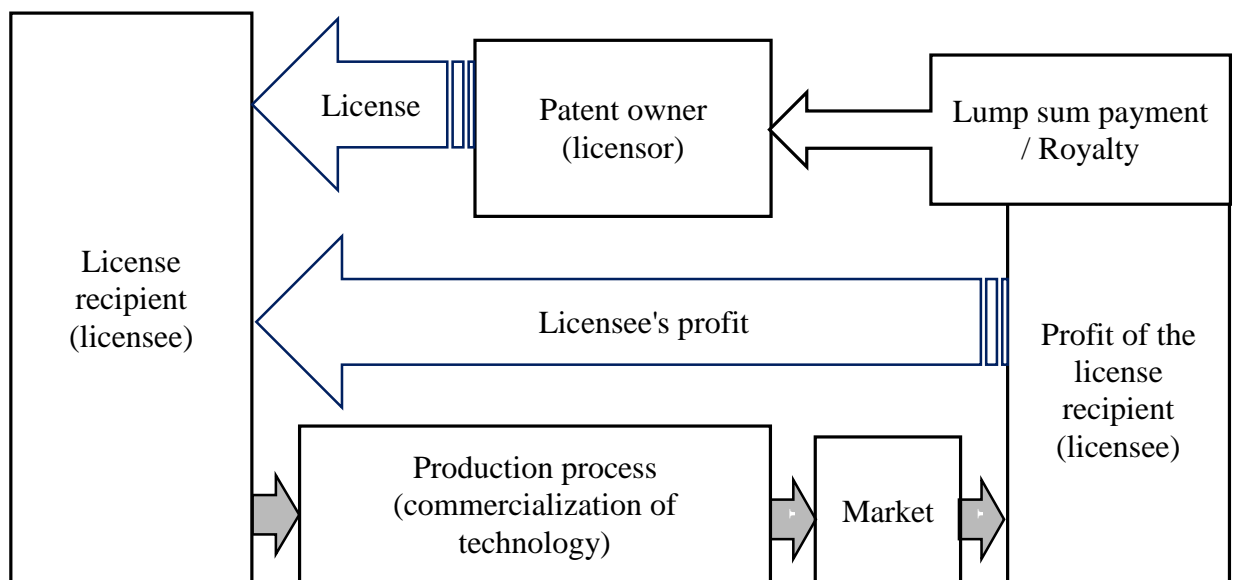 License
Patent owner
(licensor)
Lump sum payment
/ Royalty
License
recipient
(licensee)
Licensee's profit
Profit of the
license
recipient
(licensee)
Production process
(commercialization of
technology)
Market